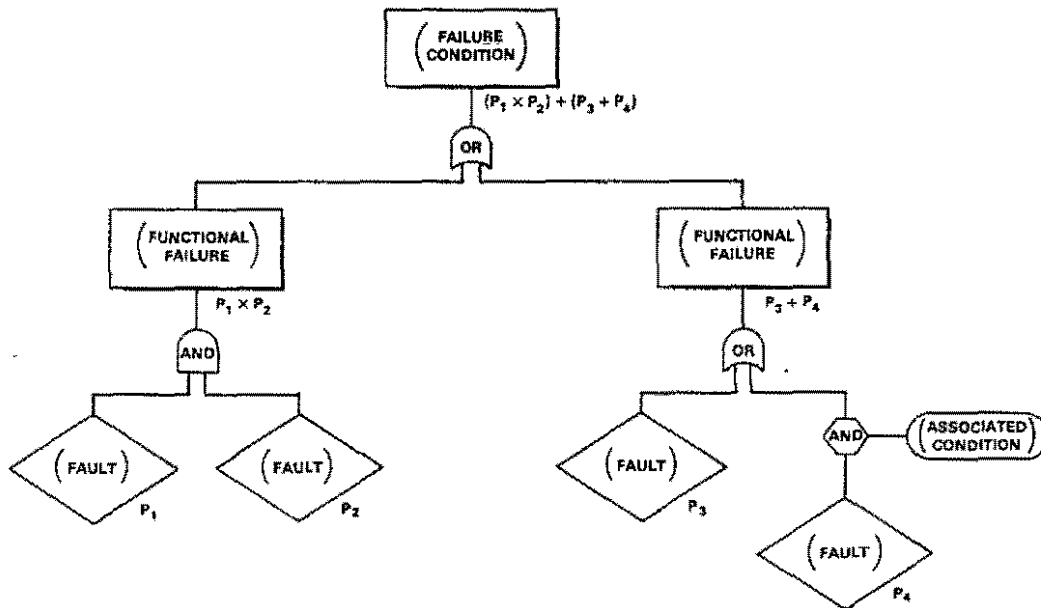 (FAILURE
CONDITION)
(P₁ × P₂) + (P₃ + P₄)
OR
(FUNCTIONAL
FAILURE)
(FUNCTIONAL
FAILURE)
P₁ × P₂
P₃ + P₄
AND
OR
(FAULT)
P₁
(FAULT)
P₂
(FAULT)
P₃
AND
(ASSOCIATED
CONDITION)
(FAULT)
P₄